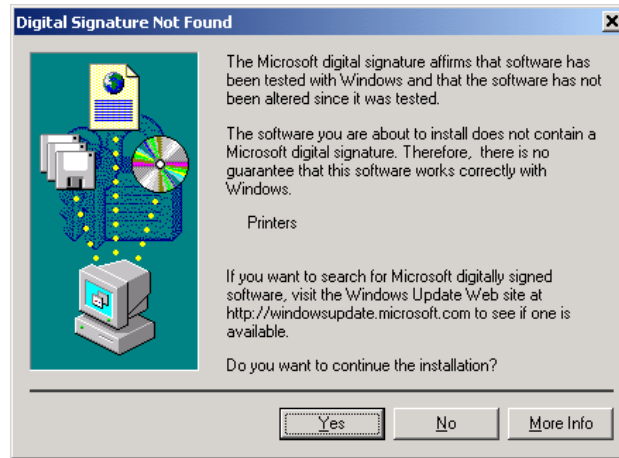 Digital Signature Not Found
The Microsoft digital signature affirms that software has
been tested with Windows and that the software has not
been altered since it was tested.
The software you are about to install does not contain a
Microsoft digital signature. Therefore, there is no
guarantee that this software works correctly with
Windows.
Printers
If you want to search for Microsoft digitally signed
software, visit the Windows Update Web site at
http://windowsupdate.microsoft.com to see if one is
available.
Do you want to continue the installation?
Yes No More Info